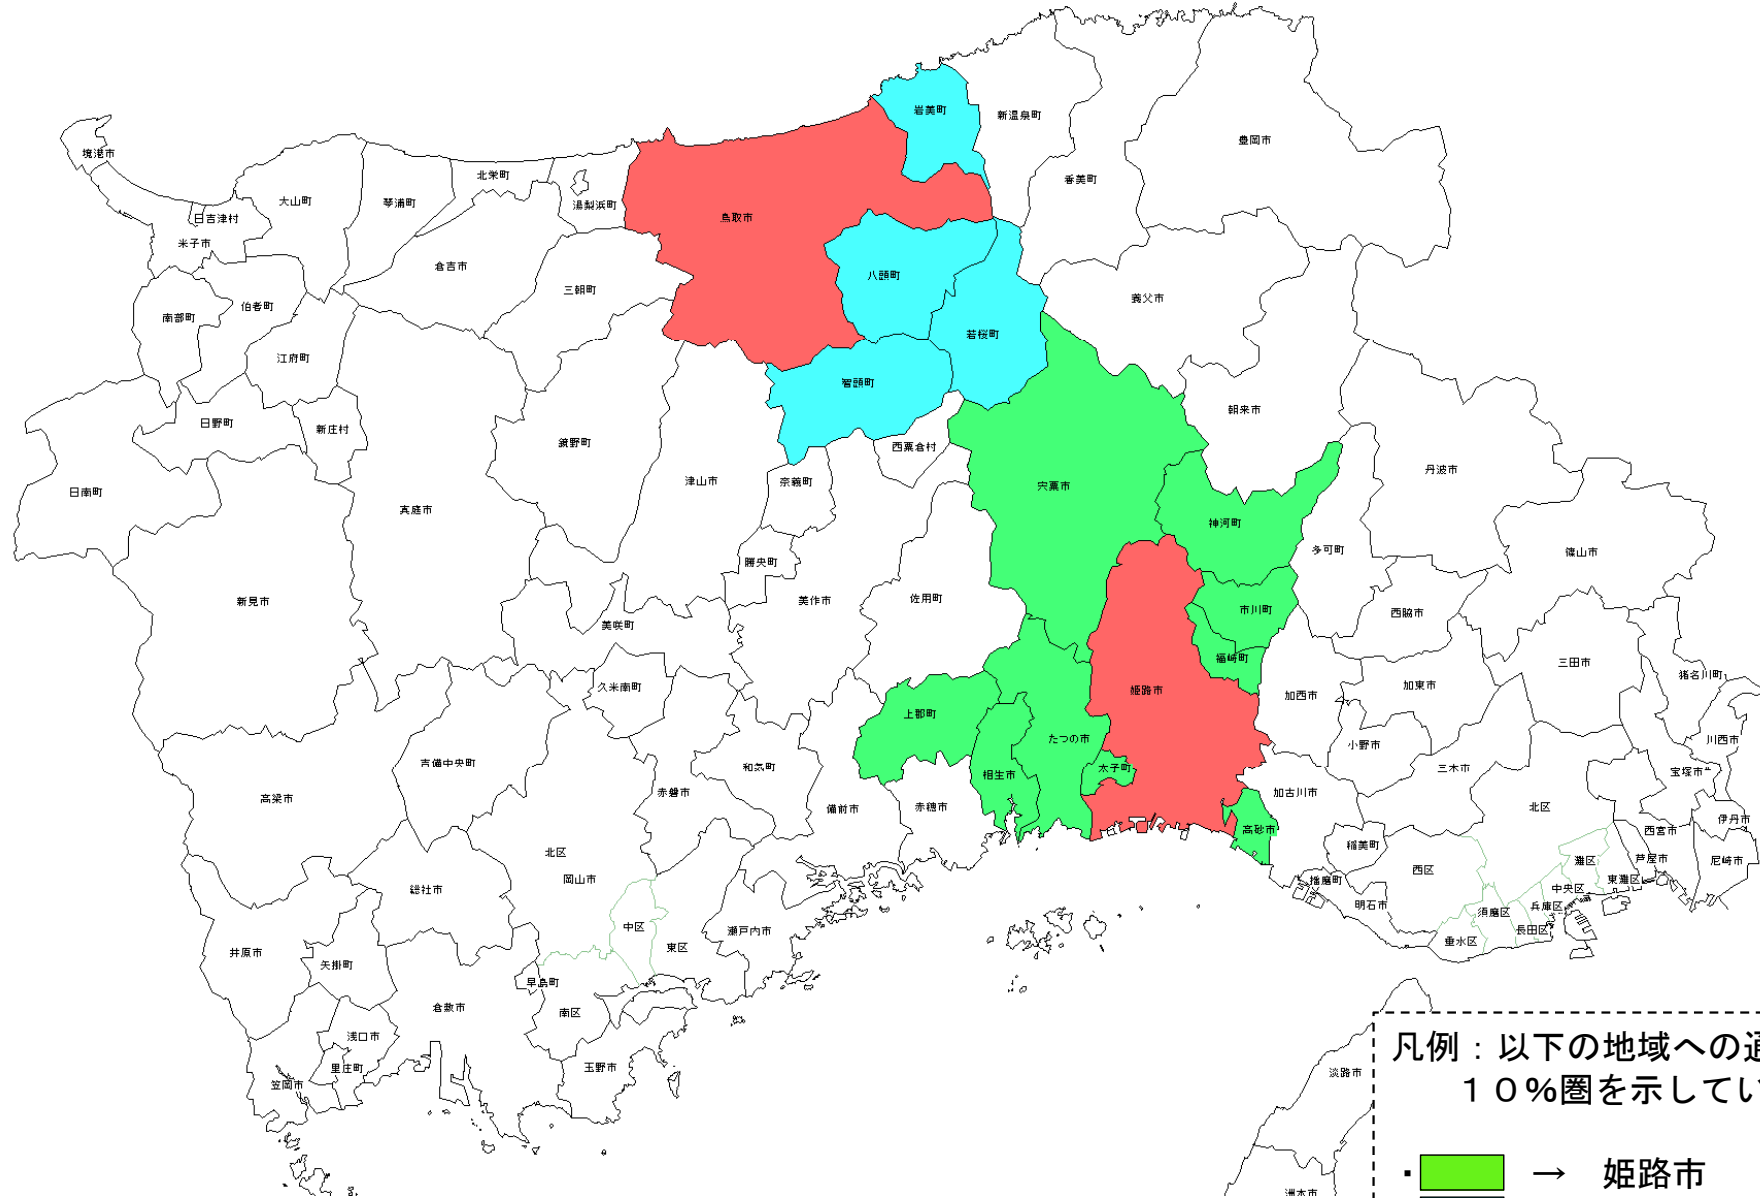 岩美町
新温泉町
豊岡市
境港市
香美町
北栄町
大山町
琴浦町
湯梨浜町
日吉津村
鳥取市
米子市
倉吉市
八頭町
三朝町
養父市
伯耆町
南部町
若桜町
江府町
智頭町
朝来市
日野町
新庄村
鏡野町
西粟倉村
丹波市
津山市
奈義町
宍粟市
日南町
真庭市
神河町
多可町
篠山市
勝央町
新見市
美作市
佐用町
市川町
西脇市
美咲町
福崎町
三田市
猪名川町
久米南町
姫路市
加西市
加東市
上郡町
たつの市
小野市
川西市
吉備中央町
和気町
相生市
太子町
三木市
宝塚市
高梁市
赤磐市
備前市
赤穂市
加古川市
北区
伊丹市
高砂市
西宮市
稲美町
北区
岡山市
灘区
芦屋市
尼崎市
総社市
西区
播磨町
中央区
東灘区
明石市
兵庫区
須磨区
中区
瀬戸内市
長田区
垂水区
東区
井原市
矢掛町
早島町
倉敷市
南区
浅口市
里庄町
玉野市
笠岡市
淡路市
洲本市
凡例：以下の地域への通
１０%圏を示してい
・ → 姫路市